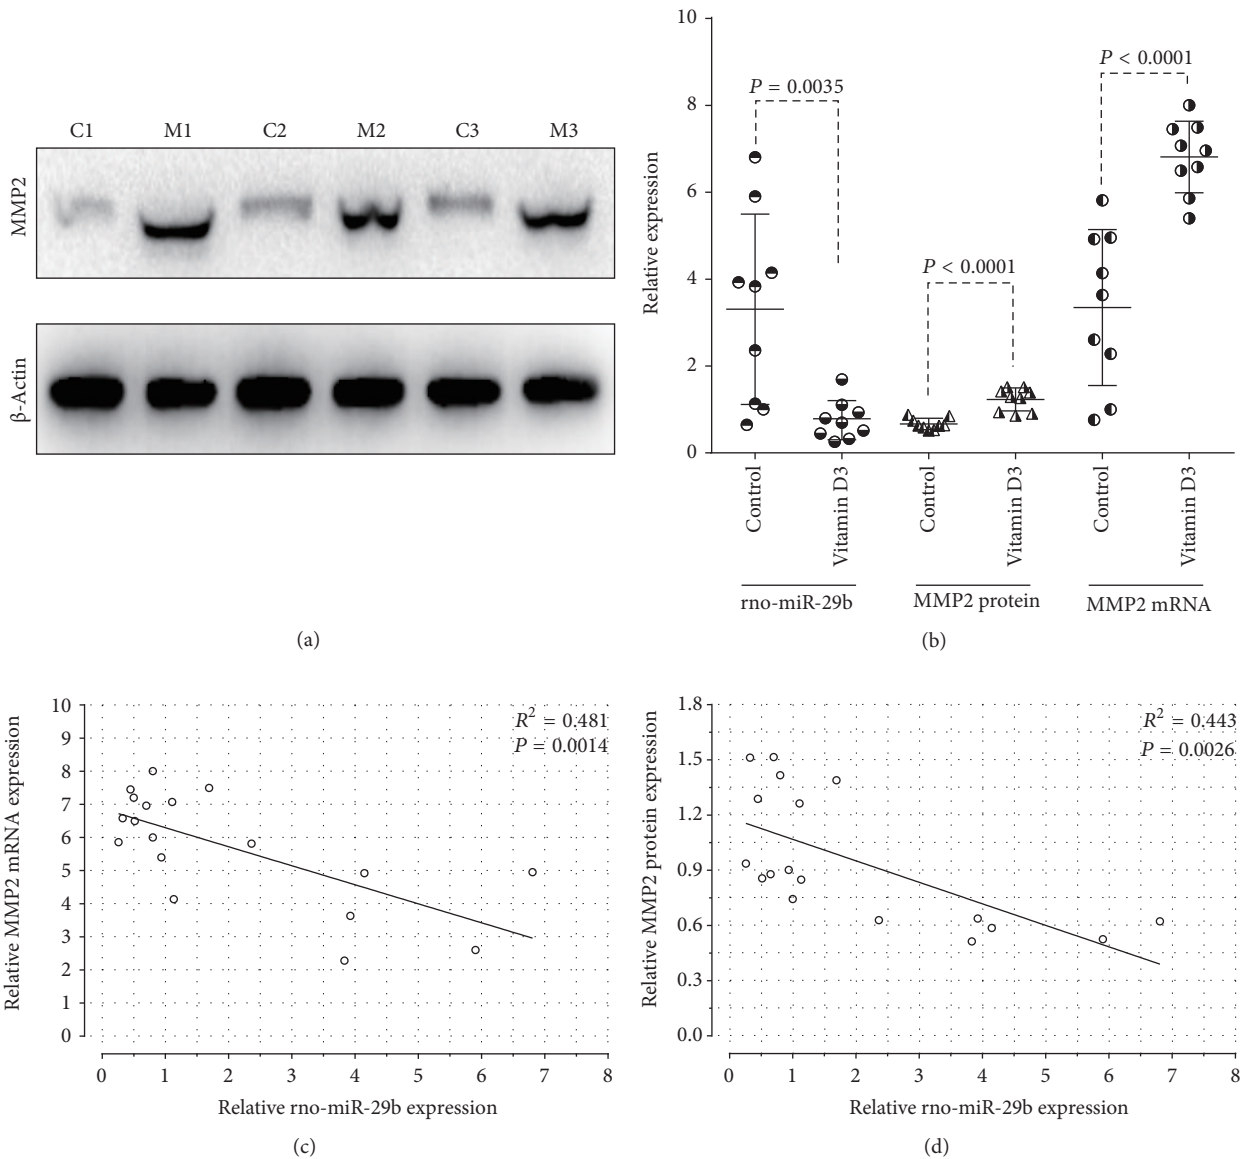 C1 M1 C2 M2 C3 M3
MMP2
β-Actin
(a)
10
8
6
4
2
0
Relative expression
P = 0.0035
P < 0.0001
P < 0.0001
Control
Vitamin D3
Control
Vitamin D3
Control
Vitamin D3
rno-miR-29b
MMP2 protein
MMP2 mRNA
(b)
10
9
8
7
6
5
4
3
2
1
0
Relative MMP2 mRNA expression
R² = 0.481
P = 0.0014
0 1 2 3 4 5 6 7 8
Relative rno-miR-29b expression
(c)
1.8
1.5
1.2
0.9
0.6
0.3
0.0
Relative MMP2 protein expression
R² = 0.443
P = 0.0026
0 1 2 3 4 5 6 7 8
Relative rno-miR-29b expression
(d)